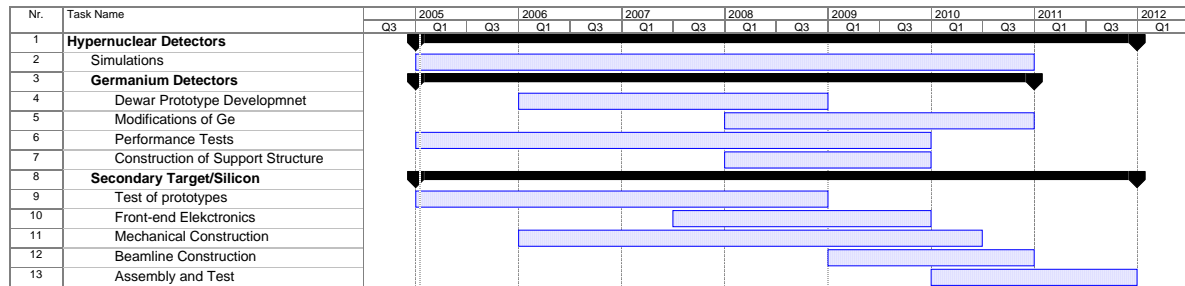 Nr. Task Name 2005 2006 2007 2008 2009 2010 2011 2012
Q3 Q1 Q3 Q1 Q3 Q1 Q3 Q1 Q3 Q1 Q3 Q1 Q3 Q1 Q3 Q1
1 Hypernuclear Detectors
2 Simulations
3 Germanium Detectors
4 Dewar Prototype Developmnet
5 Modifications of Ge
6 Performance Tests
7 Construction of Support Structure
8 Secondary Target/Silicon
9 Test of prototypes
10 Front-end Elekctronics
11 Mechanical Construction
12 Beamline Construction
13 Assembly and Test